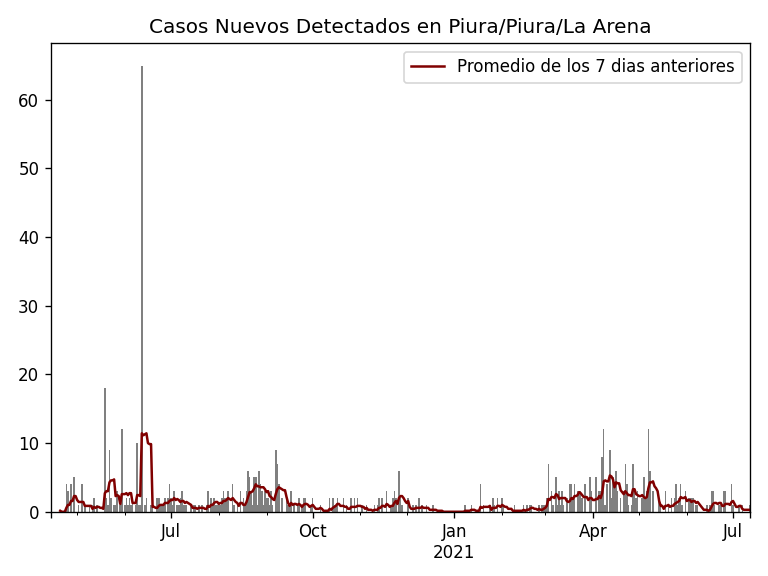 Casos Nuevos Detectados en Piura/Piura/La Arena
Promedio de los 7 dias anteriores
60
50
40
30
20
10
0
Jul
Oct
Jan
2021
Apr
Jul